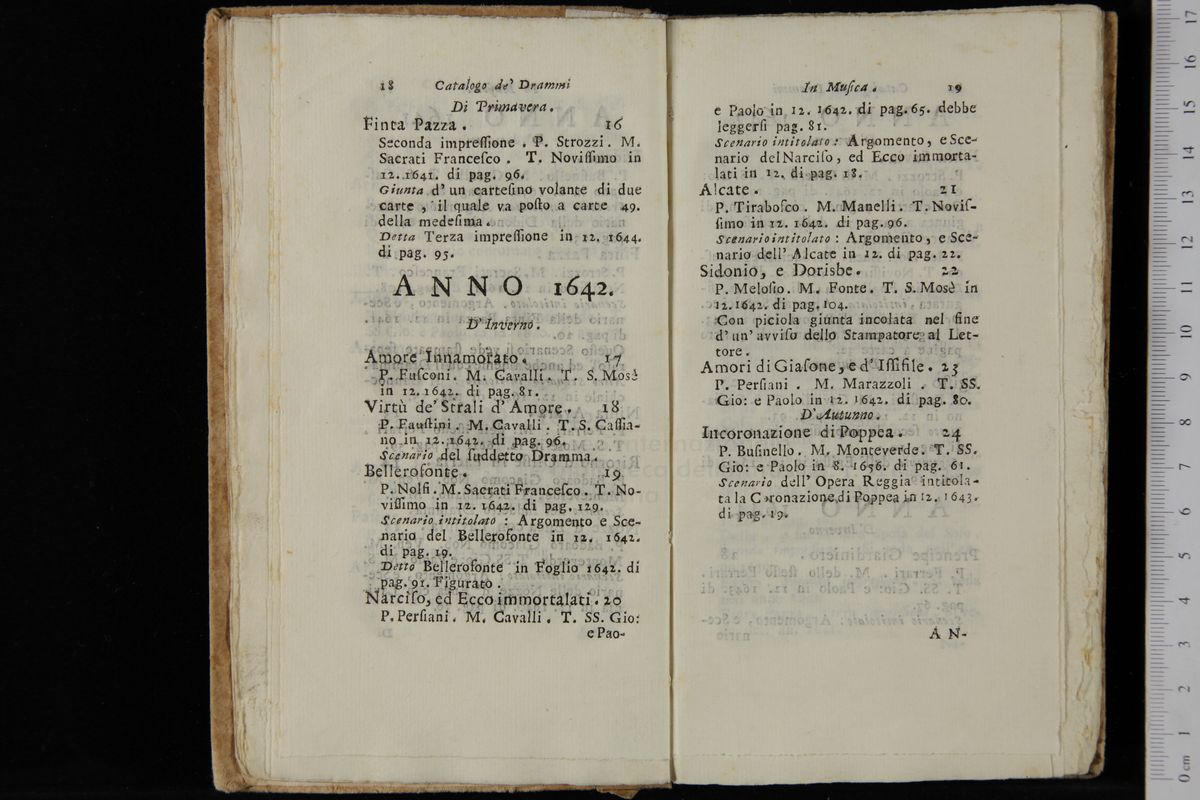 18 Catalogo de' Drammi
Di Primavera.
Finta Pazza. 16
Seconda impreſſione. P. Strozzi. M.
Sacrati Franceſco. T. Noviſſimo in
12. 1641. di pag. 96.
Giunta d' un carteſino volante di due
carte, il quale va poſto a carte 49.
della medeſima.
Detta Terza impreſſione in 12. 1644.
di pag. 95.
ANNO 1642.
D' Inverno.
Amore Innamorato. 17
P. Fuſconi. M. Cavalli. T. S. Mosè
in 12. 1642. di pag. 81.
Virtù de' Strali d' Amore. 18
P. Fauſtini. M. Cavalli. T. S. Caſſia-
no in 12. 1642. di pag. 96.
Scenario del ſuddetto Dramma.
Bellerofonte. 19
P. Nolfi. M. Sacrati Franceſco. T. No-
viſſimo in 12. 1642. di pag. 129.
Scenario intitolato: Argomento e Sce-
nario del Bellerofonte in 12. 1642.
di pag. 19.
Detto Bellerofonte in Foglio 1642. di
pag. 91. Figurato.
Narciſo, ed Ecco immortalati. 20
P. Perſiani. M. Cavalli. T. SS. Gio:
e Pao-
In Muſica. 19
e Paolo in 12. 1642. di pag. 65. debbe
leggerſi pag. 81.
Scenario intitolato: Argomento, e Sce-
nario del Narciſo, ed Ecco immorta-
lati in 12. di pag. 18.
Alcate. 21
P. Tiraboſco. M. Manelli. T. Noviſ-
ſimo in 12. 1642. di pag. 96.
Scenario intitolato: Argomento, e Sce-
nario dell' Alcate in 12. di pag. 22.
Sidonio, e Dorisbe. 22
P. Meloſio. M. Fonte. T. S. Mosè in
12. 1642. di pag. 104.
Con piciola giunta incolata nel fine
d' un' avviſo dello Stampatore al Let-
tore.
Amori di Giaſone, e d' Iſſifile. 23
P. Perſiani. M. Marazzoli. T. SS.
Gio: e Paolo in 12. 1642. di pag. 80.
D' Autunno.
Incoronazione di Poppea. 24
P. Buſinello. M. Monteverde. T. SS.
Gio: e Paolo in 8. 1656. di pag. 61.
Scenario dell' Opera Reggia intitola-
ta la Coronazione di Poppea in 12. 1643.
di pag. 19.
AN-